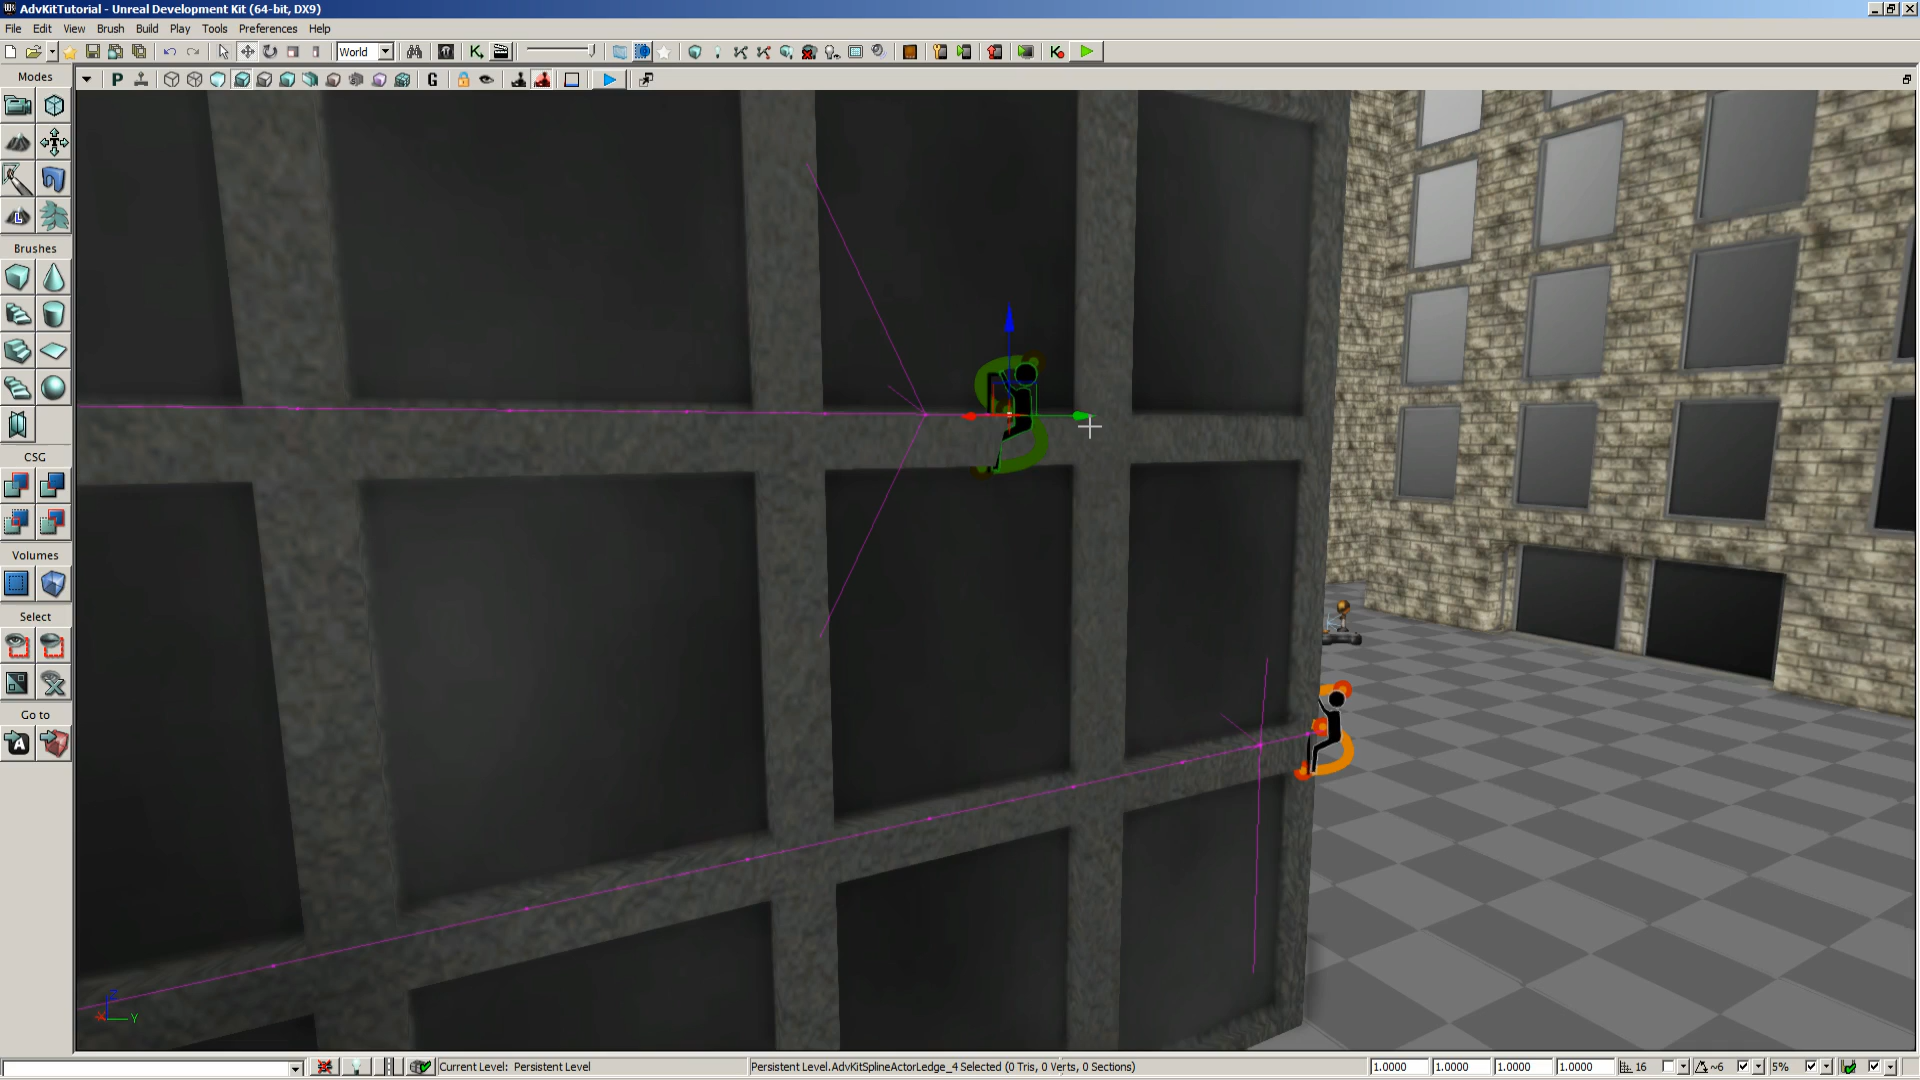 AdvKitTutorial - Unreal Development Kit (64-bit, DX9)
File Edit View Brush Build Play Tools Preferences Help
World
Modes
P
G
L
Brushes
CSG
Volumes
Select
Go to
A
Z
X Y
Current Level: Persistent Level
Persistent Level.AdvKitSplineActorLedge_4 Selected (0 Tris, 0 Verts, 0 Sections)
1.0000 1.0000 1.0000 1.0000 16 ~6 5%